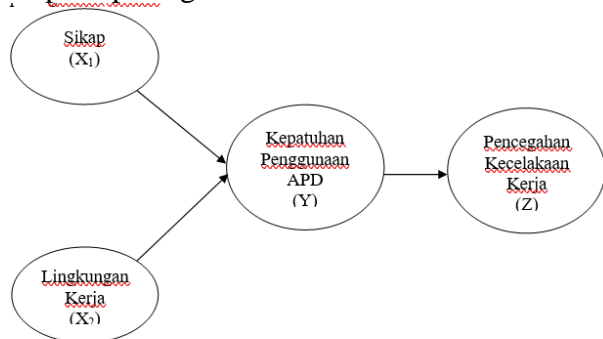 Sikap
(X₁)
Kepatuhan
Penggunaan
APD
(Y)
Pencegahan
Kecelakaan
Kerja
(Z)
Lingkungan
Kerja
(X₂)